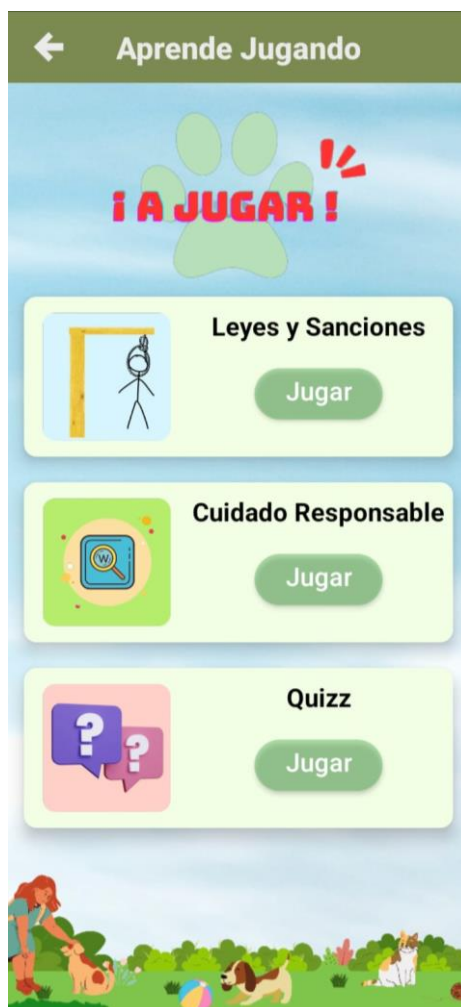 Aprende Jugando
¡ A JUGAR !
Leyes y Sanciones
Jugar
Cuidado Responsable
W
Jugar
Quizz
? ?
Jugar